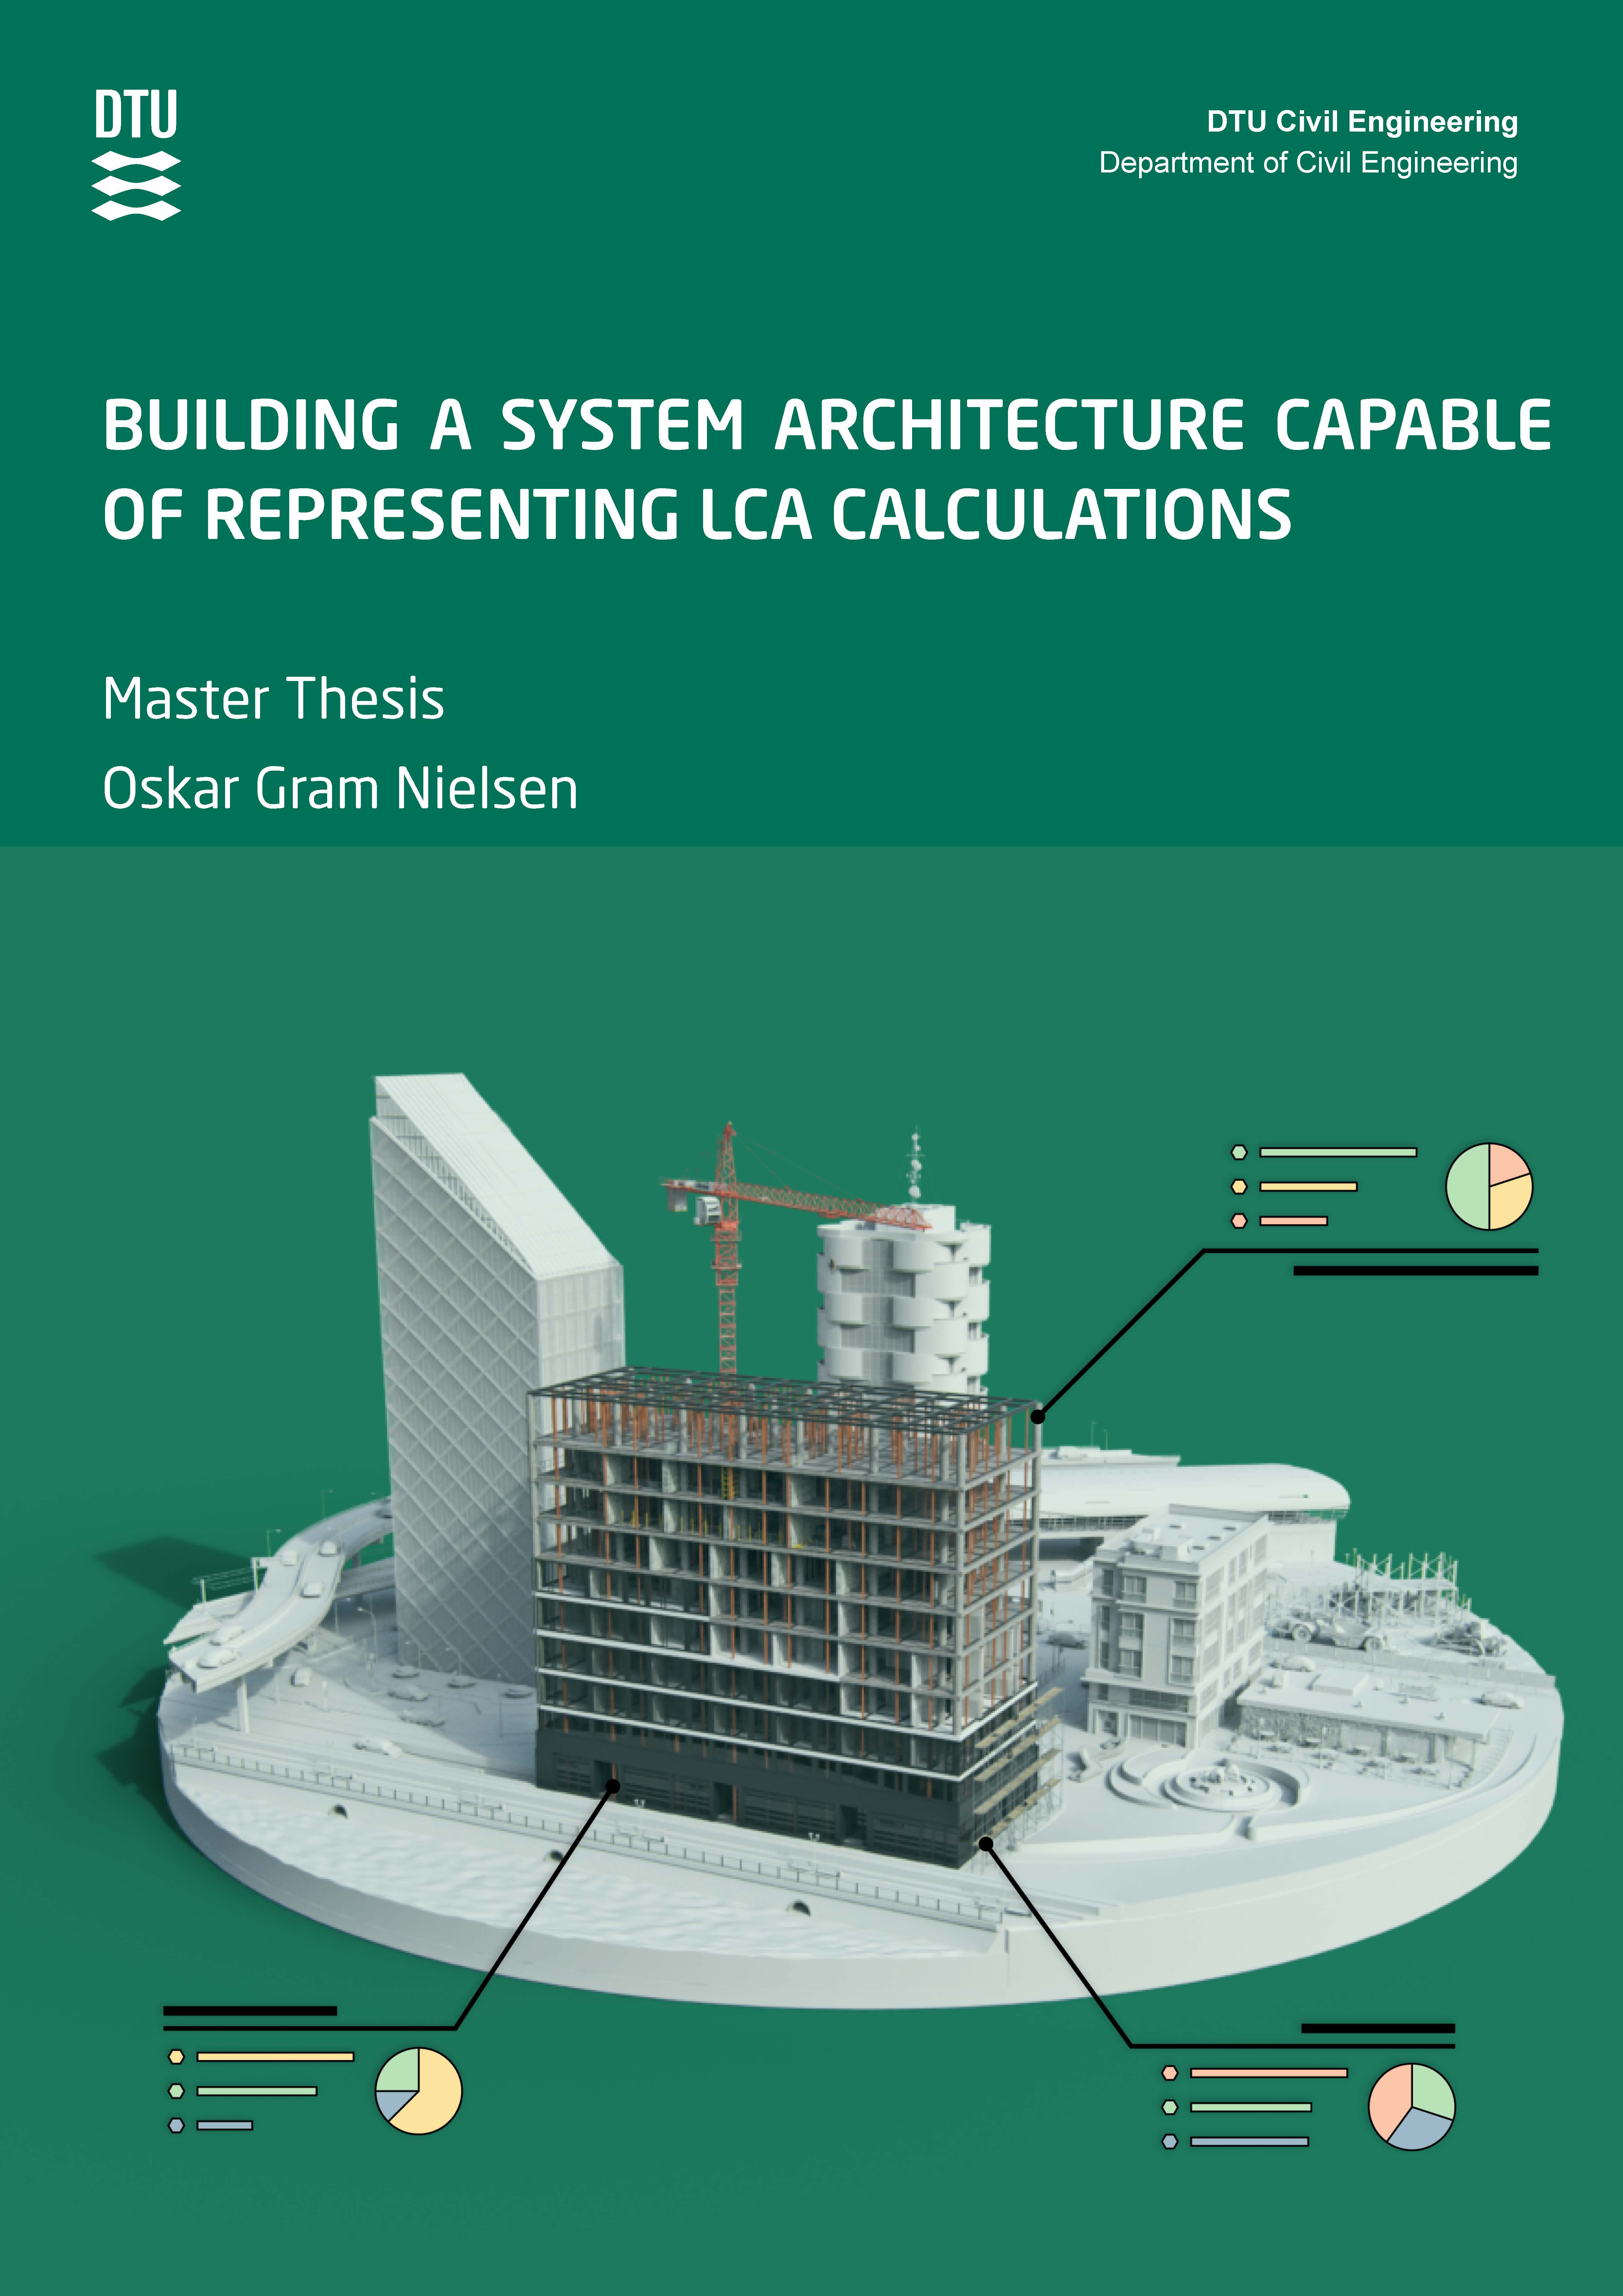 DTU
DTU Civil Engineering
Department of Civil Engineering
BUILDING A SYSTEM ARCHITECTURE CAPABLE
OF REPRESENTING LCA CALCULATIONS
Master Thesis
Oskar Gram Nielsen